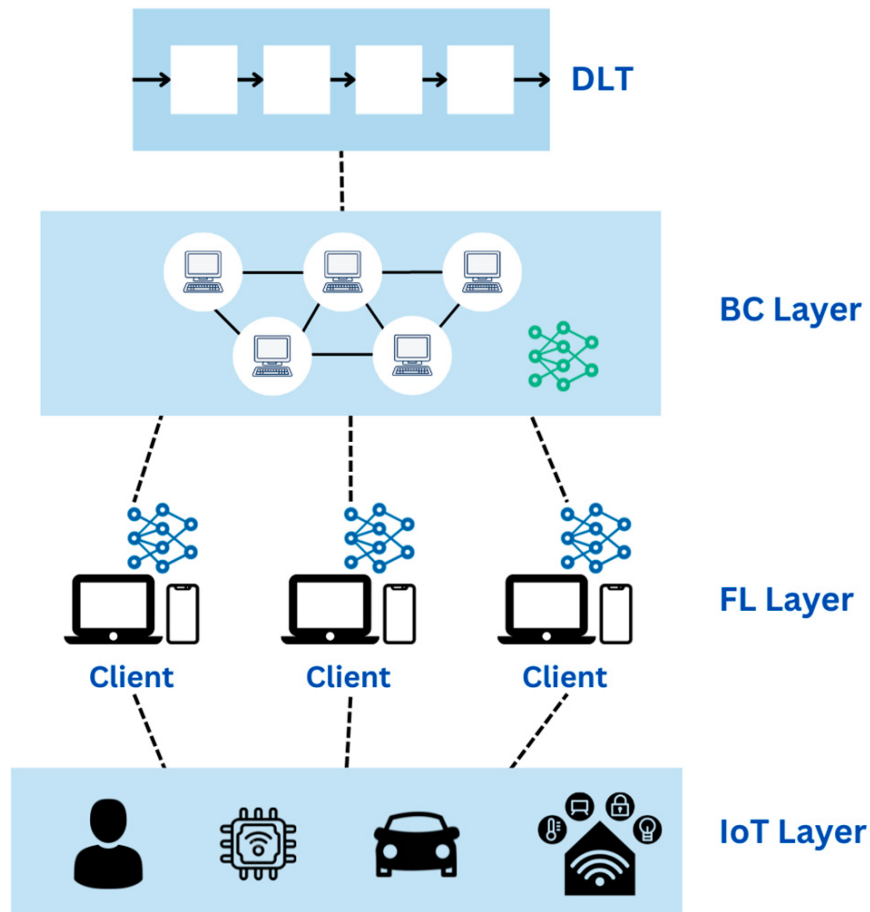 DLT
BC Layer
FL Layer
Client
Client
Client
IoT Layer